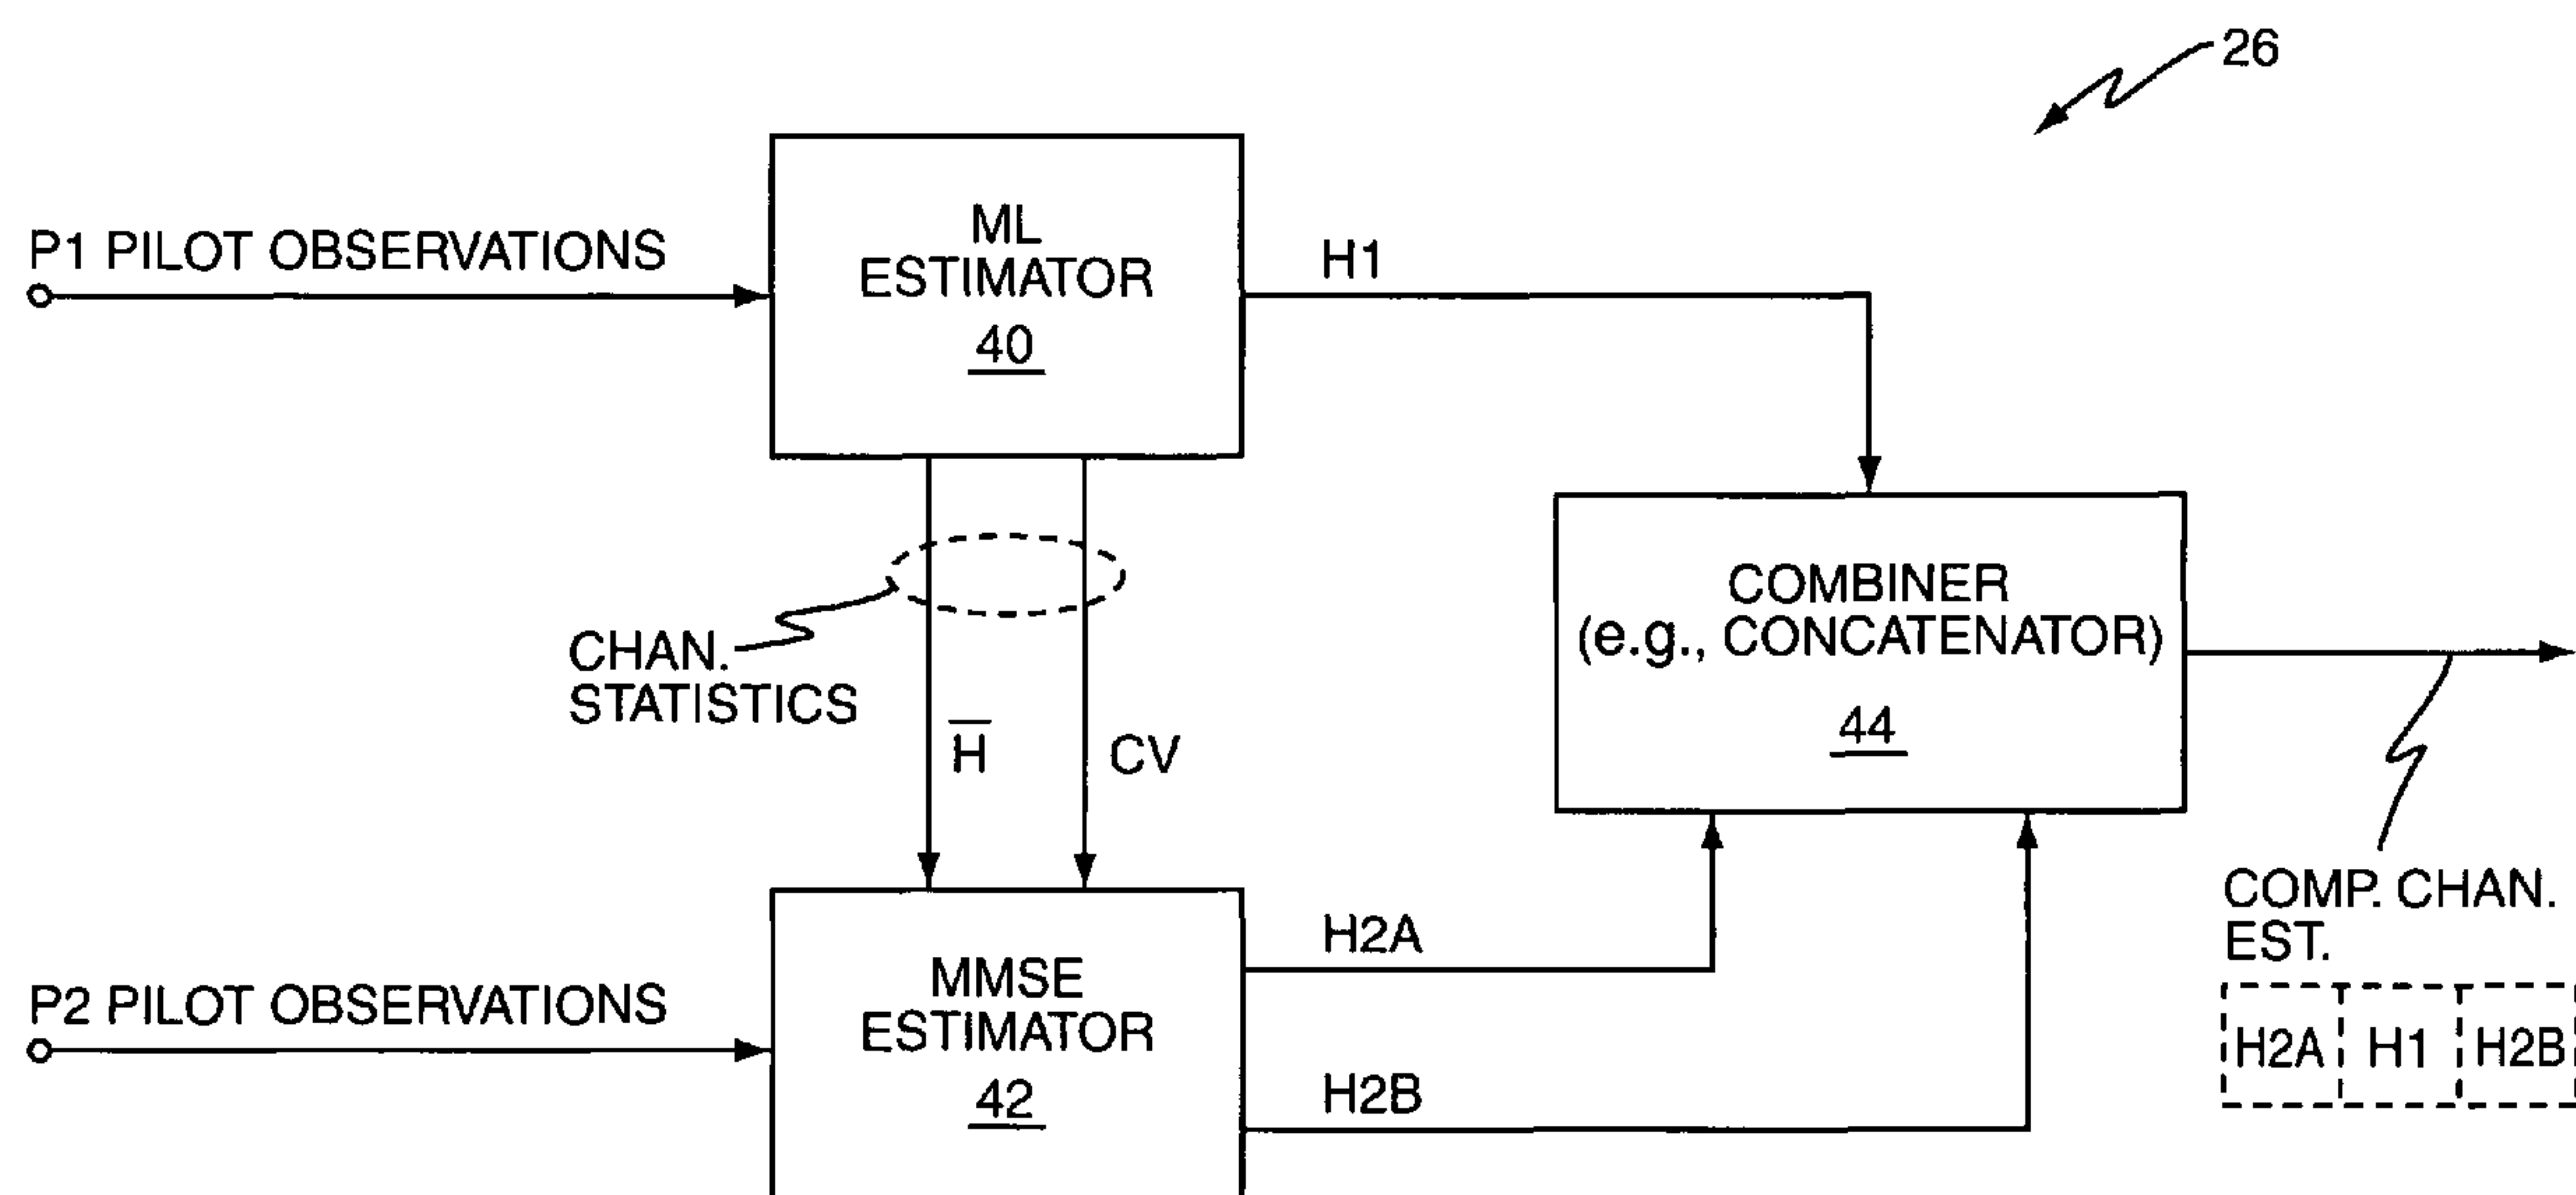 26
P1 PILOT OBSERVATIONS
ML
ESTIMATOR
40
H1
CHAN.
STATISTICS
H̅
CV
COMBINER
(e.g., CONCATENATOR)
44
P2 PILOT OBSERVATIONS
MMSE
ESTIMATOR
42
H2A
H2B
COMP. CHAN.
EST.
H2A H1 H2B